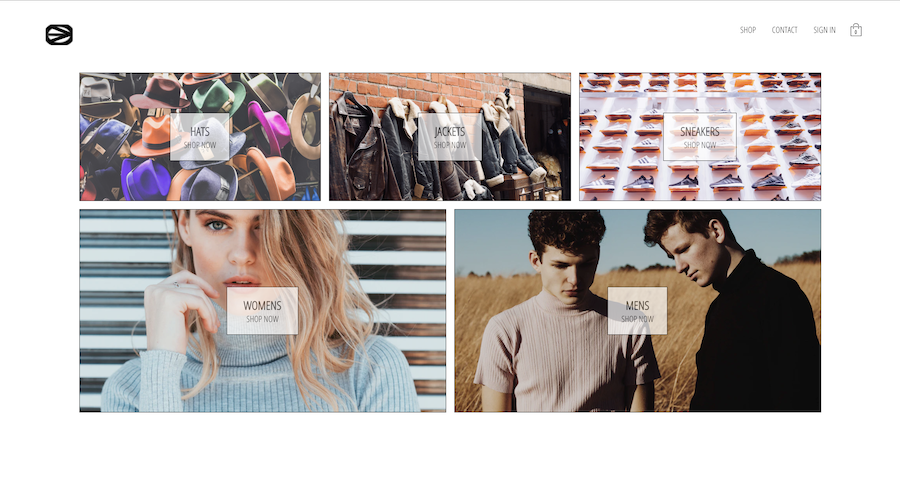 SHOP CONTACT SIGN IN
0
HATS
SHOP NOW
JACKETS
SHOP NOW
SNEAKERS
SHOP NOW
WOMENS
SHOP NOW
MENS
SHOP NOW